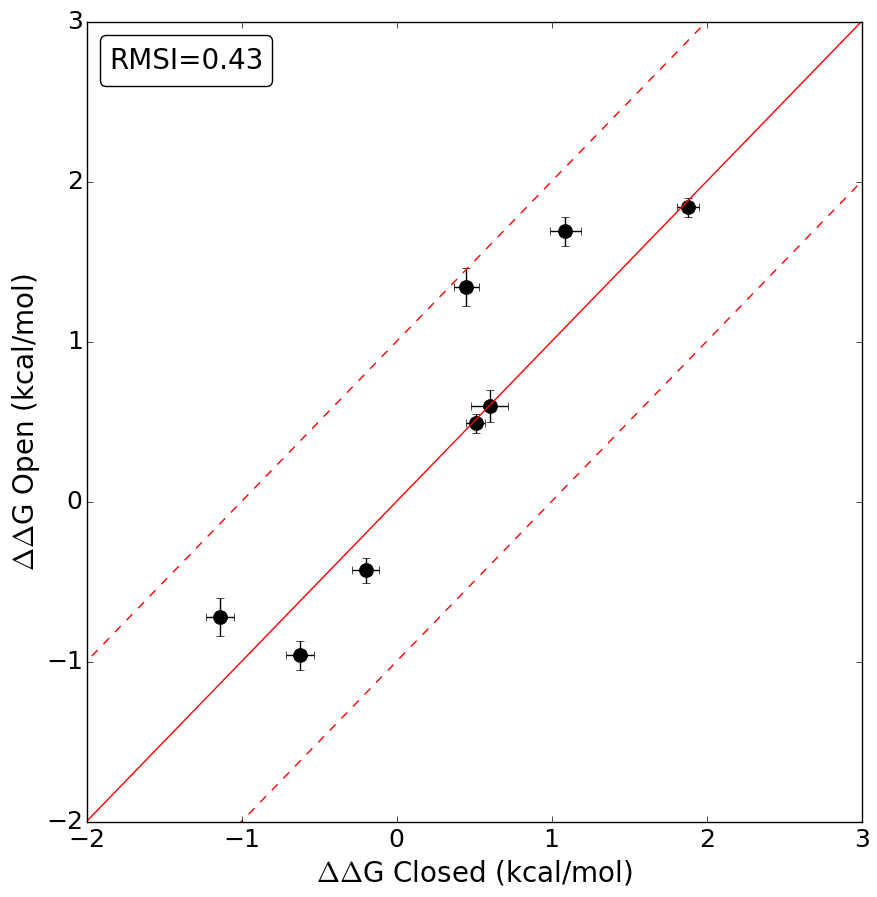 RMSI=0.43
3
2
1
0
−1
−2
ΔΔG Open (kcal/mol)
−2 −1 0 1 2 3
ΔΔG Closed (kcal/mol)